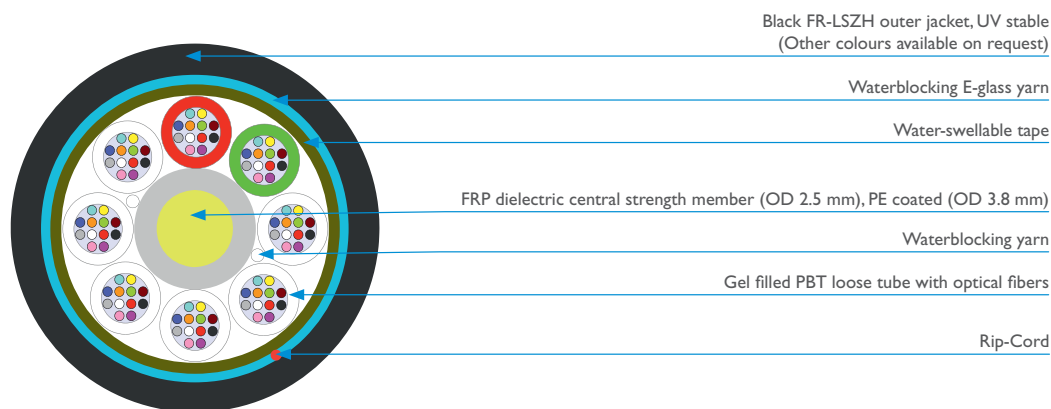 Black FR-LSZH outer jacket, UV stable
(Other colours available on request)
Waterblocking E-glass yarn
Water-swellable tape
FRP dielectric central strength member (OD 2.5 mm), PE coated (OD 3.8 mm)
Waterblocking yarn
Gel filled PBT loose tube with optical fibers
Rip-Cord